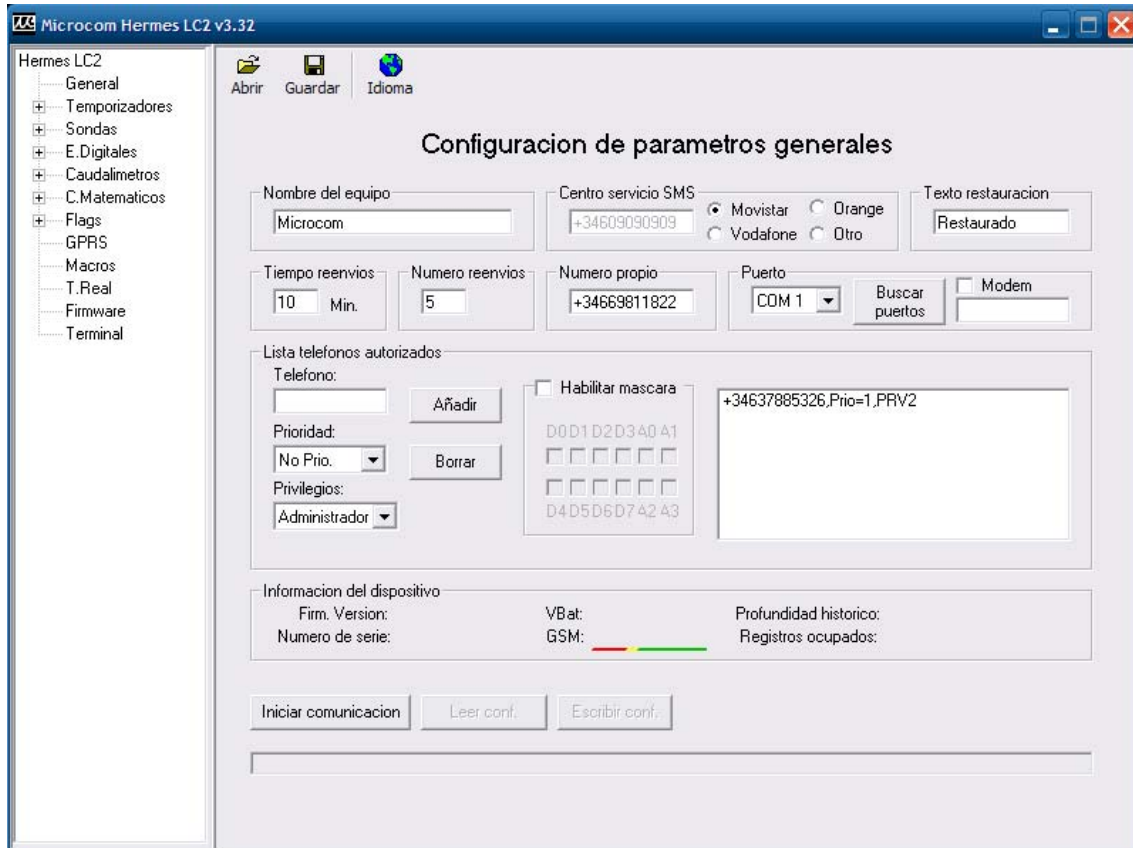 Microcom Hermes LC2 v3.32
Hermes LC2
General
Temporizadores
Sondas
E.Digitales
Caudalimetros
C.Matematicos
Flags
GPRS
Macros
T.Real
Firmware
Terminal
Abrir Guardar Idioma
Configuracion de parametros generales
Nombre del equipo
Microcom
Centro servicio SMS
+34609090909
Movistar Orange
Vodafone Otro
Texto restauracion
Restaurado
Tiempo reenvios
10 Min.
Numero reenvios
5
Numero propio
+34669811822
Puerto
COM 1
Buscar
puertos
Modem
Lista telefonos autorizados
Telefono:
Añadir
Prioridad:
No Prio.
Borrar
Privilegios:
Administrador
Habilitar mascara
D0 D1 D2 D3 A0 A1
D4 D5 D6 D7 A2 A3
+34637885326,Prio=1,PRV2
Informacion del dispositivo
Firm. Version: VBat: Profundidad historico:
Numero de serie: GSM: Registros ocupados:
Iniciar comunicacion Leer conf. Escribir conf.